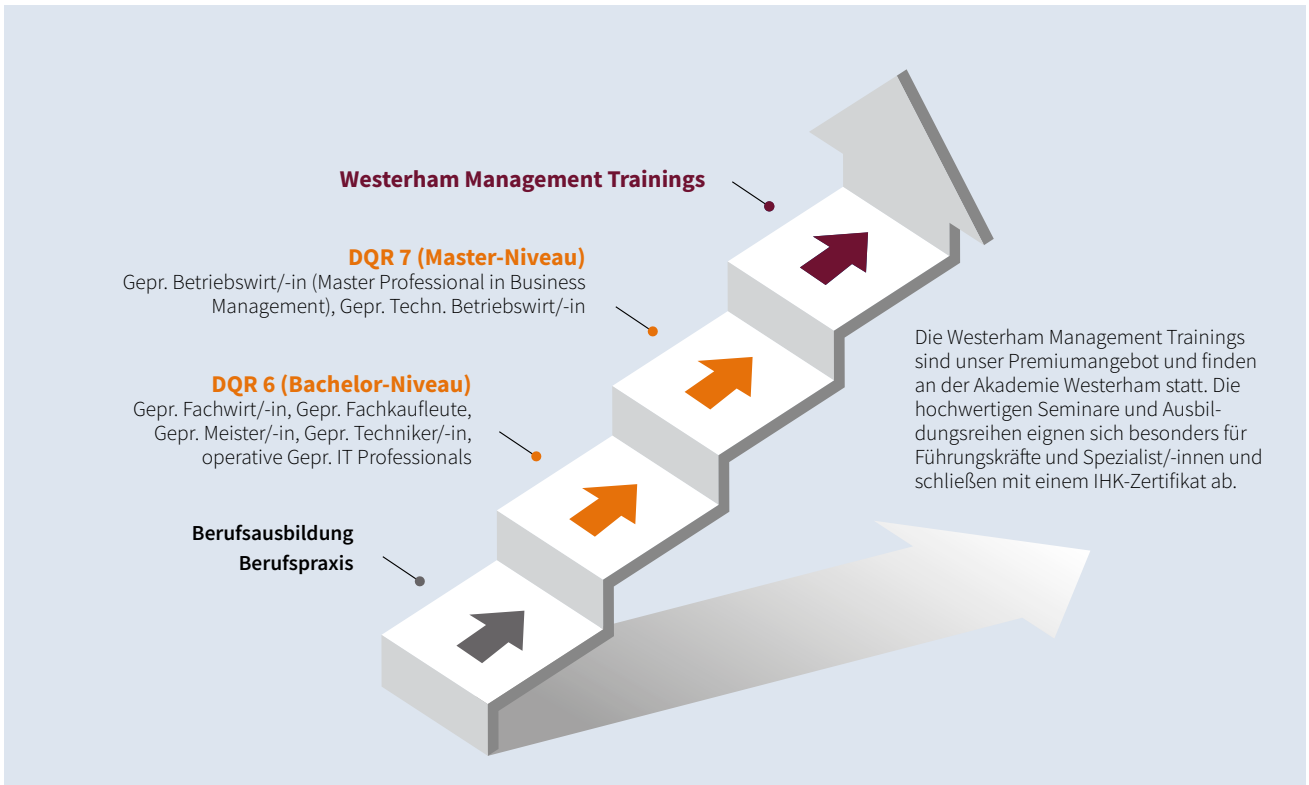 Westerham Management Trainings
DQR 7 (Master-Niveau)
Gepr. Betriebswirt/-in (Master Professional in Business
Management), Gepr. Techn. Betriebswirt/-in
DQR 6 (Bachelor-Niveau)
Gepr. Fachwirt/-in, Gepr. Fachkaufleute,
Gepr. Meister/-in, Gepr. Techniker/-in,
operative Gepr. IT Professionals
Berufsausbildung
Berufspraxis
Die Westerham Management Trainings
sind unser Premiumangebot und finden
an der Akademie Westerham statt. Die
hochwertigen Seminare und Ausbil-
dungsreihen eignen sich besonders für
Führungskräfte und Spezialist/-innen und
schließen mit einem IHK-Zertifikat ab.